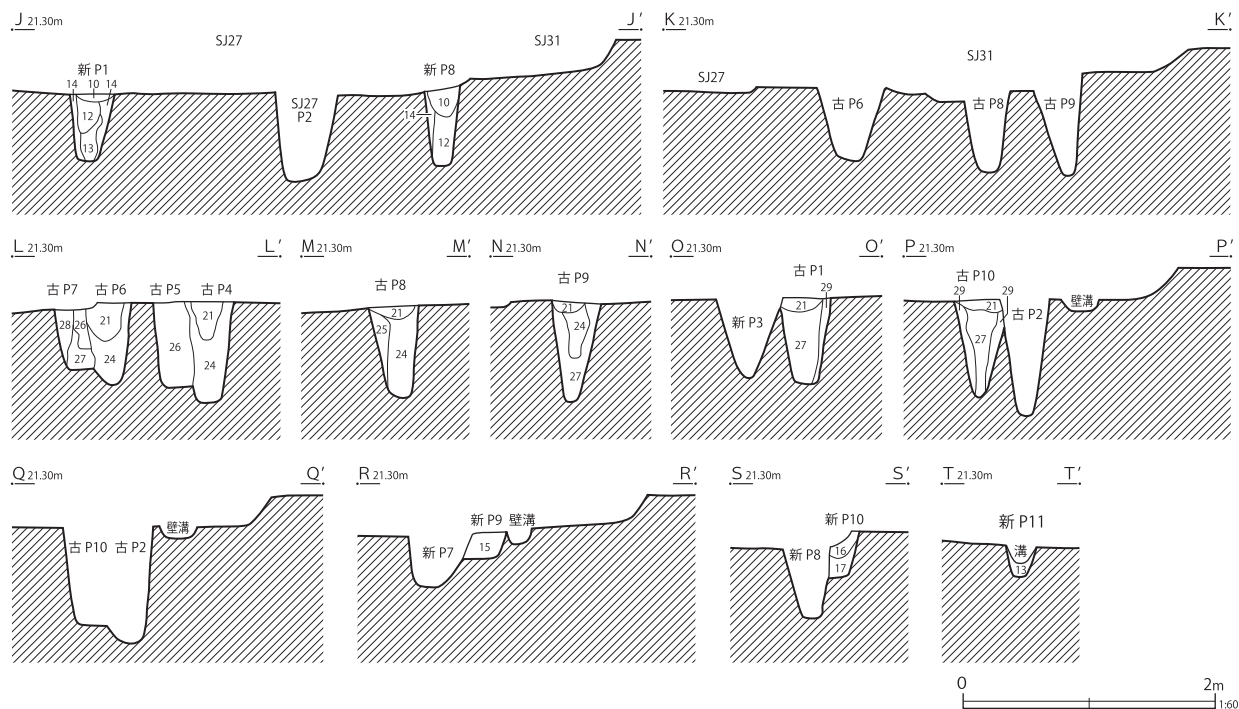 J 21.30m J′
SJ27
SJ31
新 P1
新 P8
14 10 14
12
13
SJ27
P2
10
14
12
K 21.30m K′
SJ31
SJ27
古 P6
古 P8
古 P9
L 21.30m L′
古 P7 古 P6 古 P5 古 P4
28 26 21 21
27 24 26 24
M 21.30m M′
古 P8
21
25
24
N 21.30m N′
古 P9
21
24
27
O 21.30m O′
古 P1
29
21
新 P3
27
P 21.30m P′
古 P10
29 29
21
古 P2
壁溝
27
Q 21.30m Q′
壁溝
古 P10 古 P2
R 21.30m R′
新 P9 壁溝
15
新 P7
S 21.30m S′
新 P10
新 P8
16
17
T 21.30m T′
新 P11
溝
13
0 2m
1:60